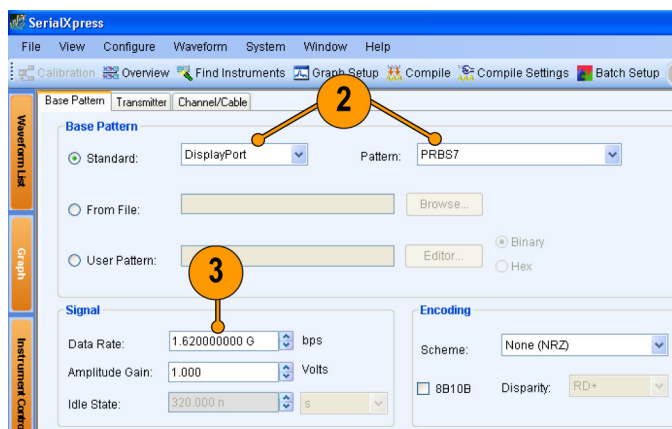 SerialXpress
File View Configure Waveform System Window Help
Calibration Overview Find Instruments Graph Setup Compile Compile Settings Batch Setup
Base Pattern Transmitter Channel/Cable
2
Waveform List
Base Pattern
Standard: DisplayPort Pattern: PRBS7
From File: Browse...
Graph
User Pattern: Editor... Binary
Hex
3
Signal
Encoding
Data Rate: 1.620000000 G bps
Scheme: None (NRZ)
Amplitude Gain: 1.000 Volts
8B10B Disparity: RD+
Idle State: 320.000 n s
Instrument